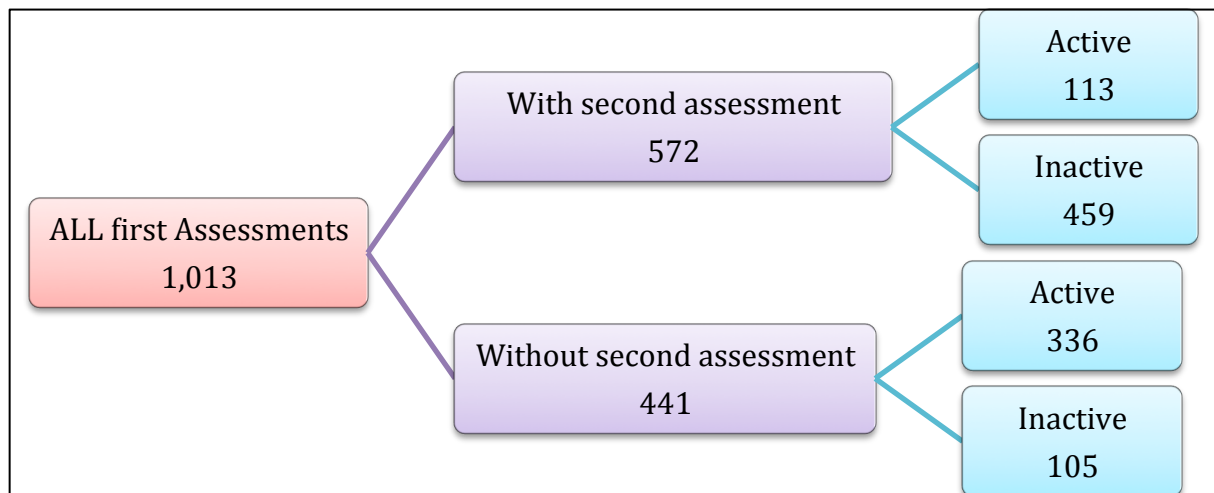 ALL first Assessments
1,013
With second assessment
572
Active
113
Inactive
459
Without second assessment
441
Active
336
Inactive
105